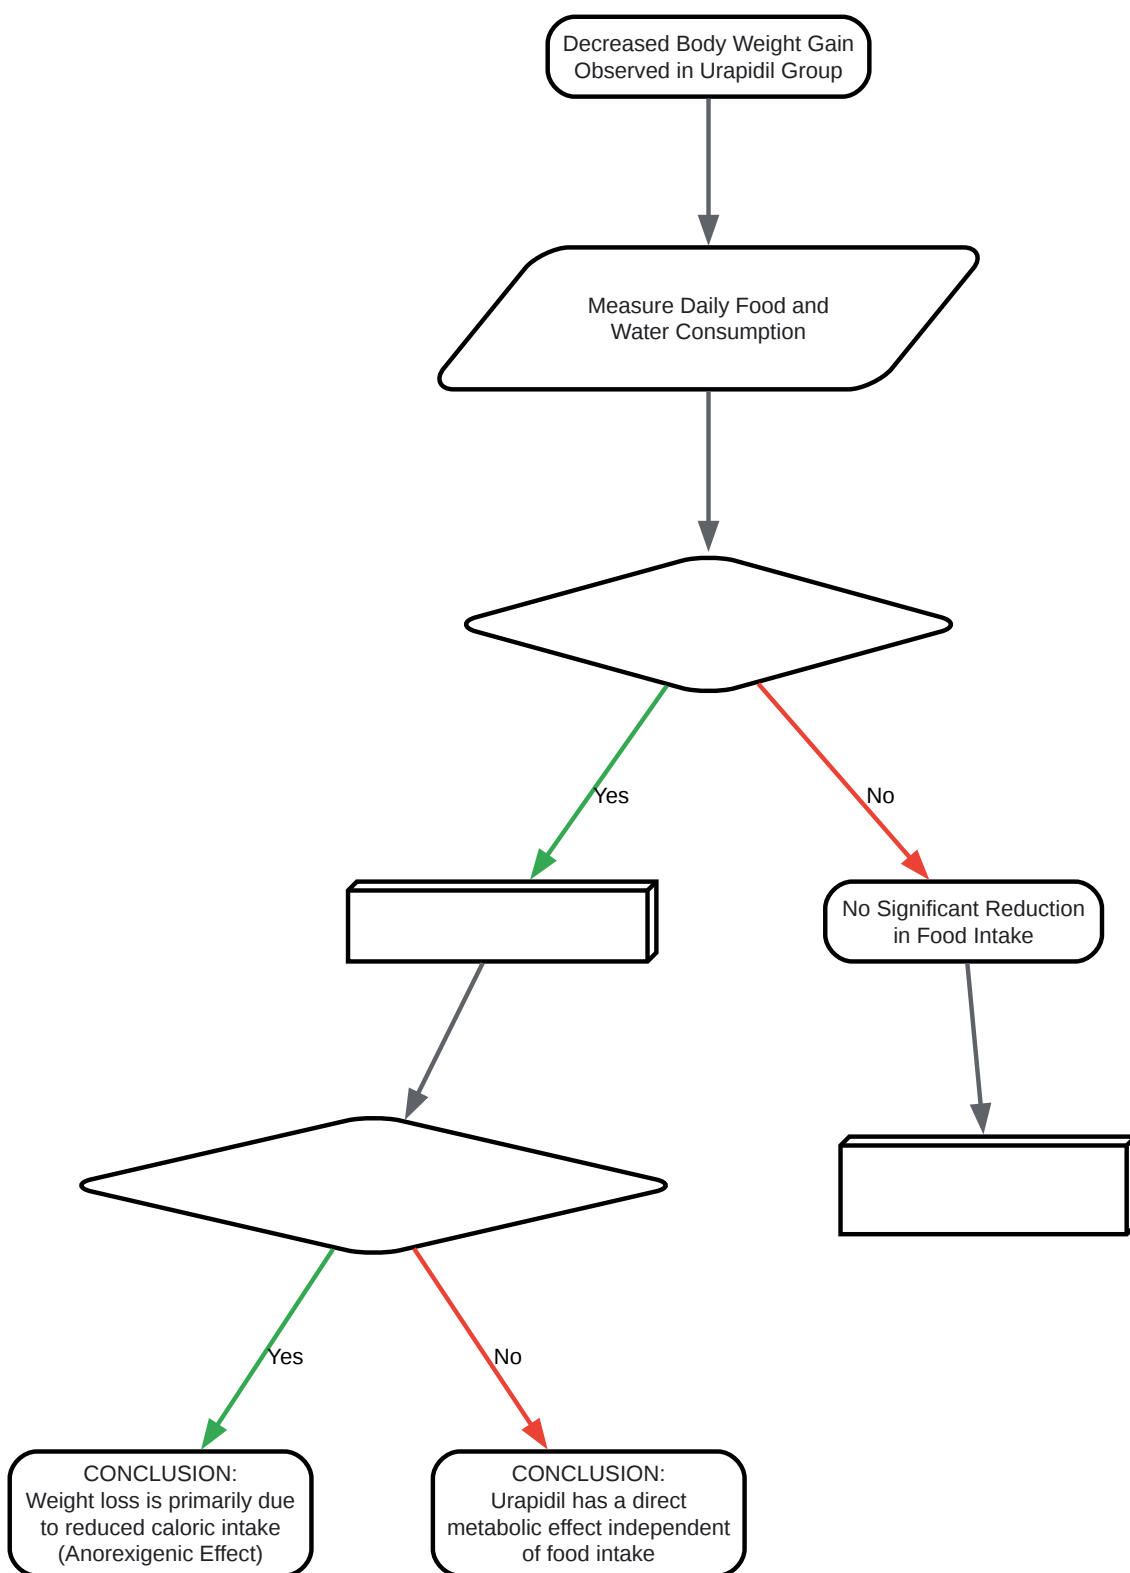 Decreased Body Weight Gain
Observed in Urapidil Group
Measure Daily Food and
Water Consumption
Yes
No
No Significant Reduction
in Food Intake
Yes
No
CONCLUSION:
Weight loss is primarily due
to reduced caloric intake
(Anorexigenic Effect)
CONCLUSION:
Urapidil has a direct
metabolic effect independent
of food intake